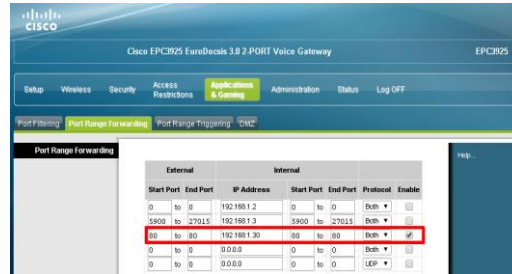 CISCO
Cisco EPC3925 EuroDocsis 3.0 2-PORT Voice Gateway EPC3925
Setup Wireless Security Access Restrictions Applications & Gaming Administration Status Log OFF
Port Filtering Port Range Forwarding Port Range Triggering DMZ
Port Range Forwarding Help...
External Internal
Start Port End Port IP Address Start Port End Port Protocol Enable
0 to 0 192.168.1.2 0 to 0 Both
5900 to 27015 192.168.1.3 5900 to 27015 Both
80 to 80 192.168.1.30 80 to 80 Both
0 to 0 0.0.0.0 0 to 0 Both
0 to 0 0.0.0.0 0 to 0 UDP